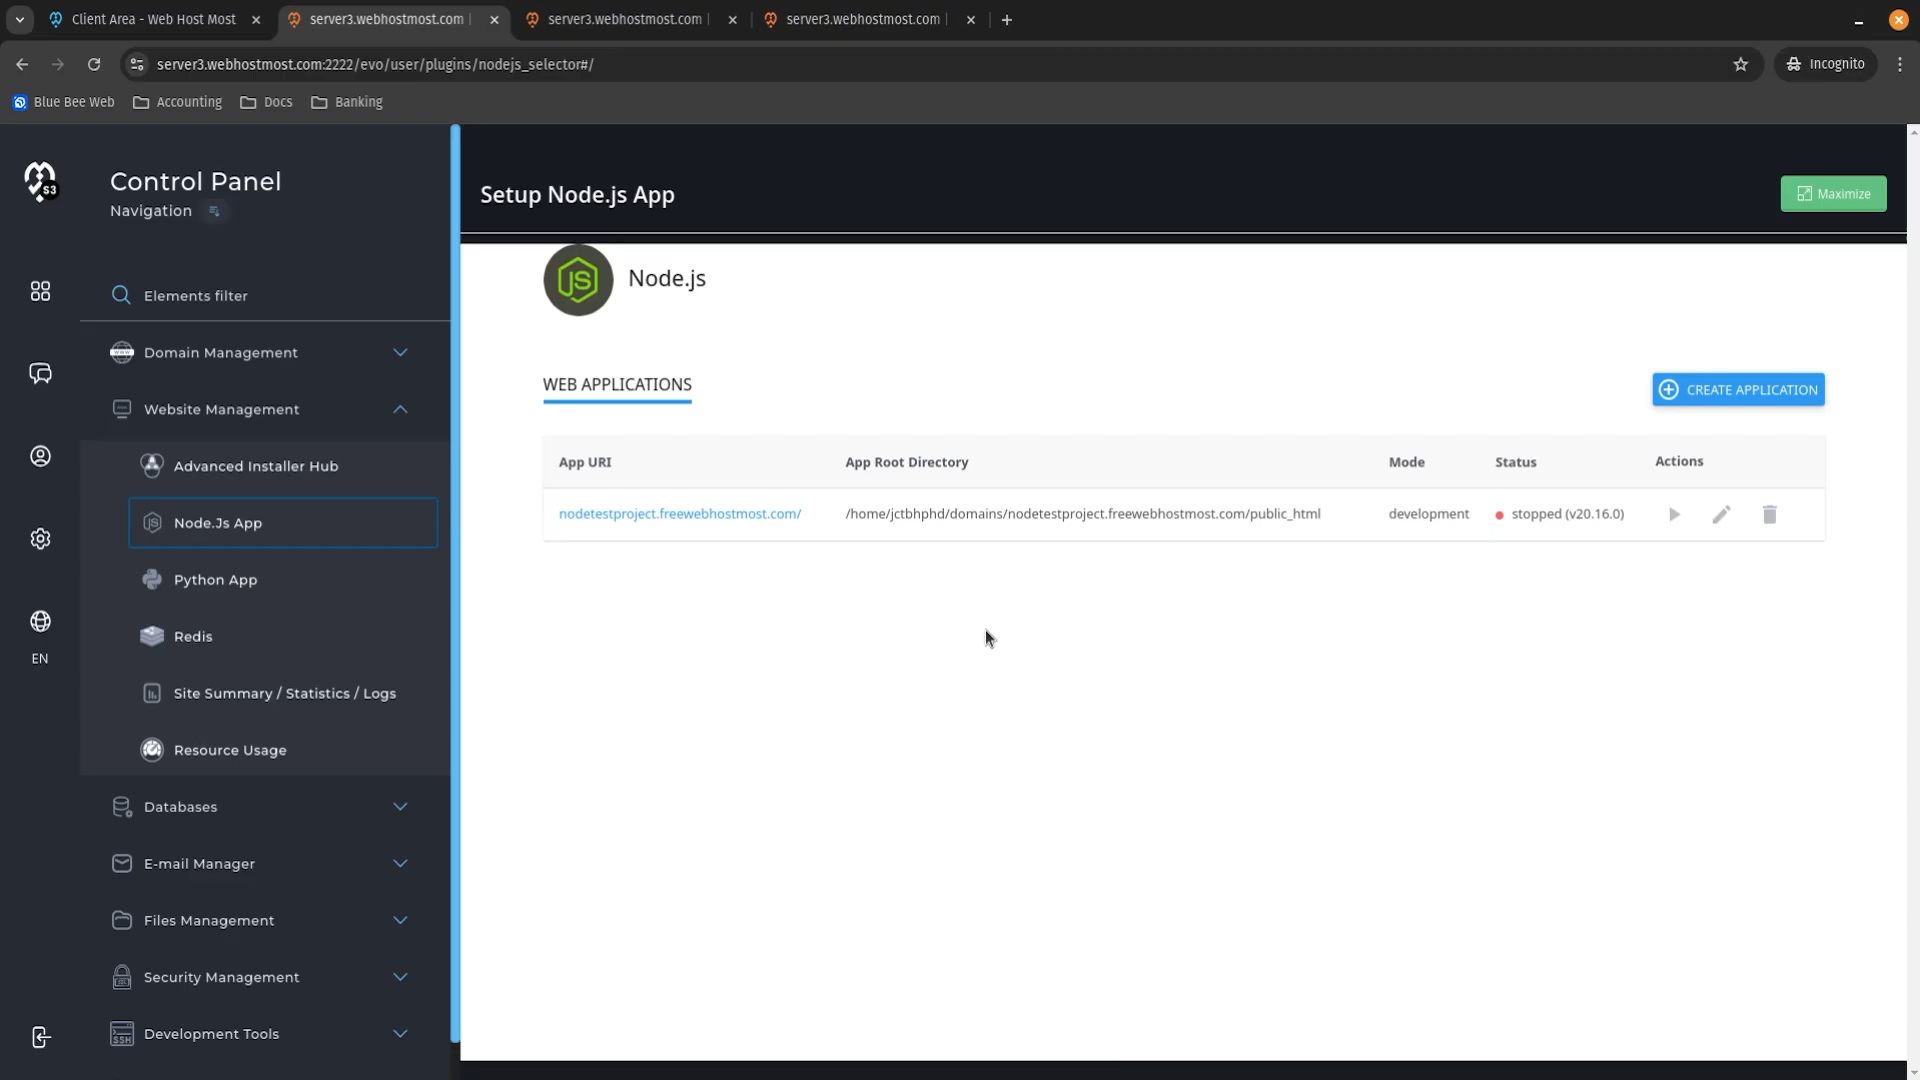 Client Area - Web Host Most
server3.webhostmost.com |
server3.webhostmost.com |
server3.webhostmost.com |
server3.webhostmost.com:2222/evo/user/plugins/nodejs_selector#/
Incognito
Blue Bee Web
Accounting
Docs
Banking
S3
Control Panel
Navigation
Setup Node.js App
Maximize
JS
Node.js
Elements filter
WWW
Domain Management
Website Management
WEB APPLICATIONS
CREATE APPLICATION
Advanced Installer Hub
App URI
App Root Directory
Mode
Status
Actions
JS
Node.Js App
nodetestproject.freewebhostmost.com/
/home/jctbhphd/domains/nodetestproject.freewebhostmost.com/public_html
development
stopped (v20.16.0)
Python App
Redis
EN
Site Summary / Statistics / Logs
Resource Usage
Databases
E-mail Manager
Files Management
Security Management
SSH
Development Tools